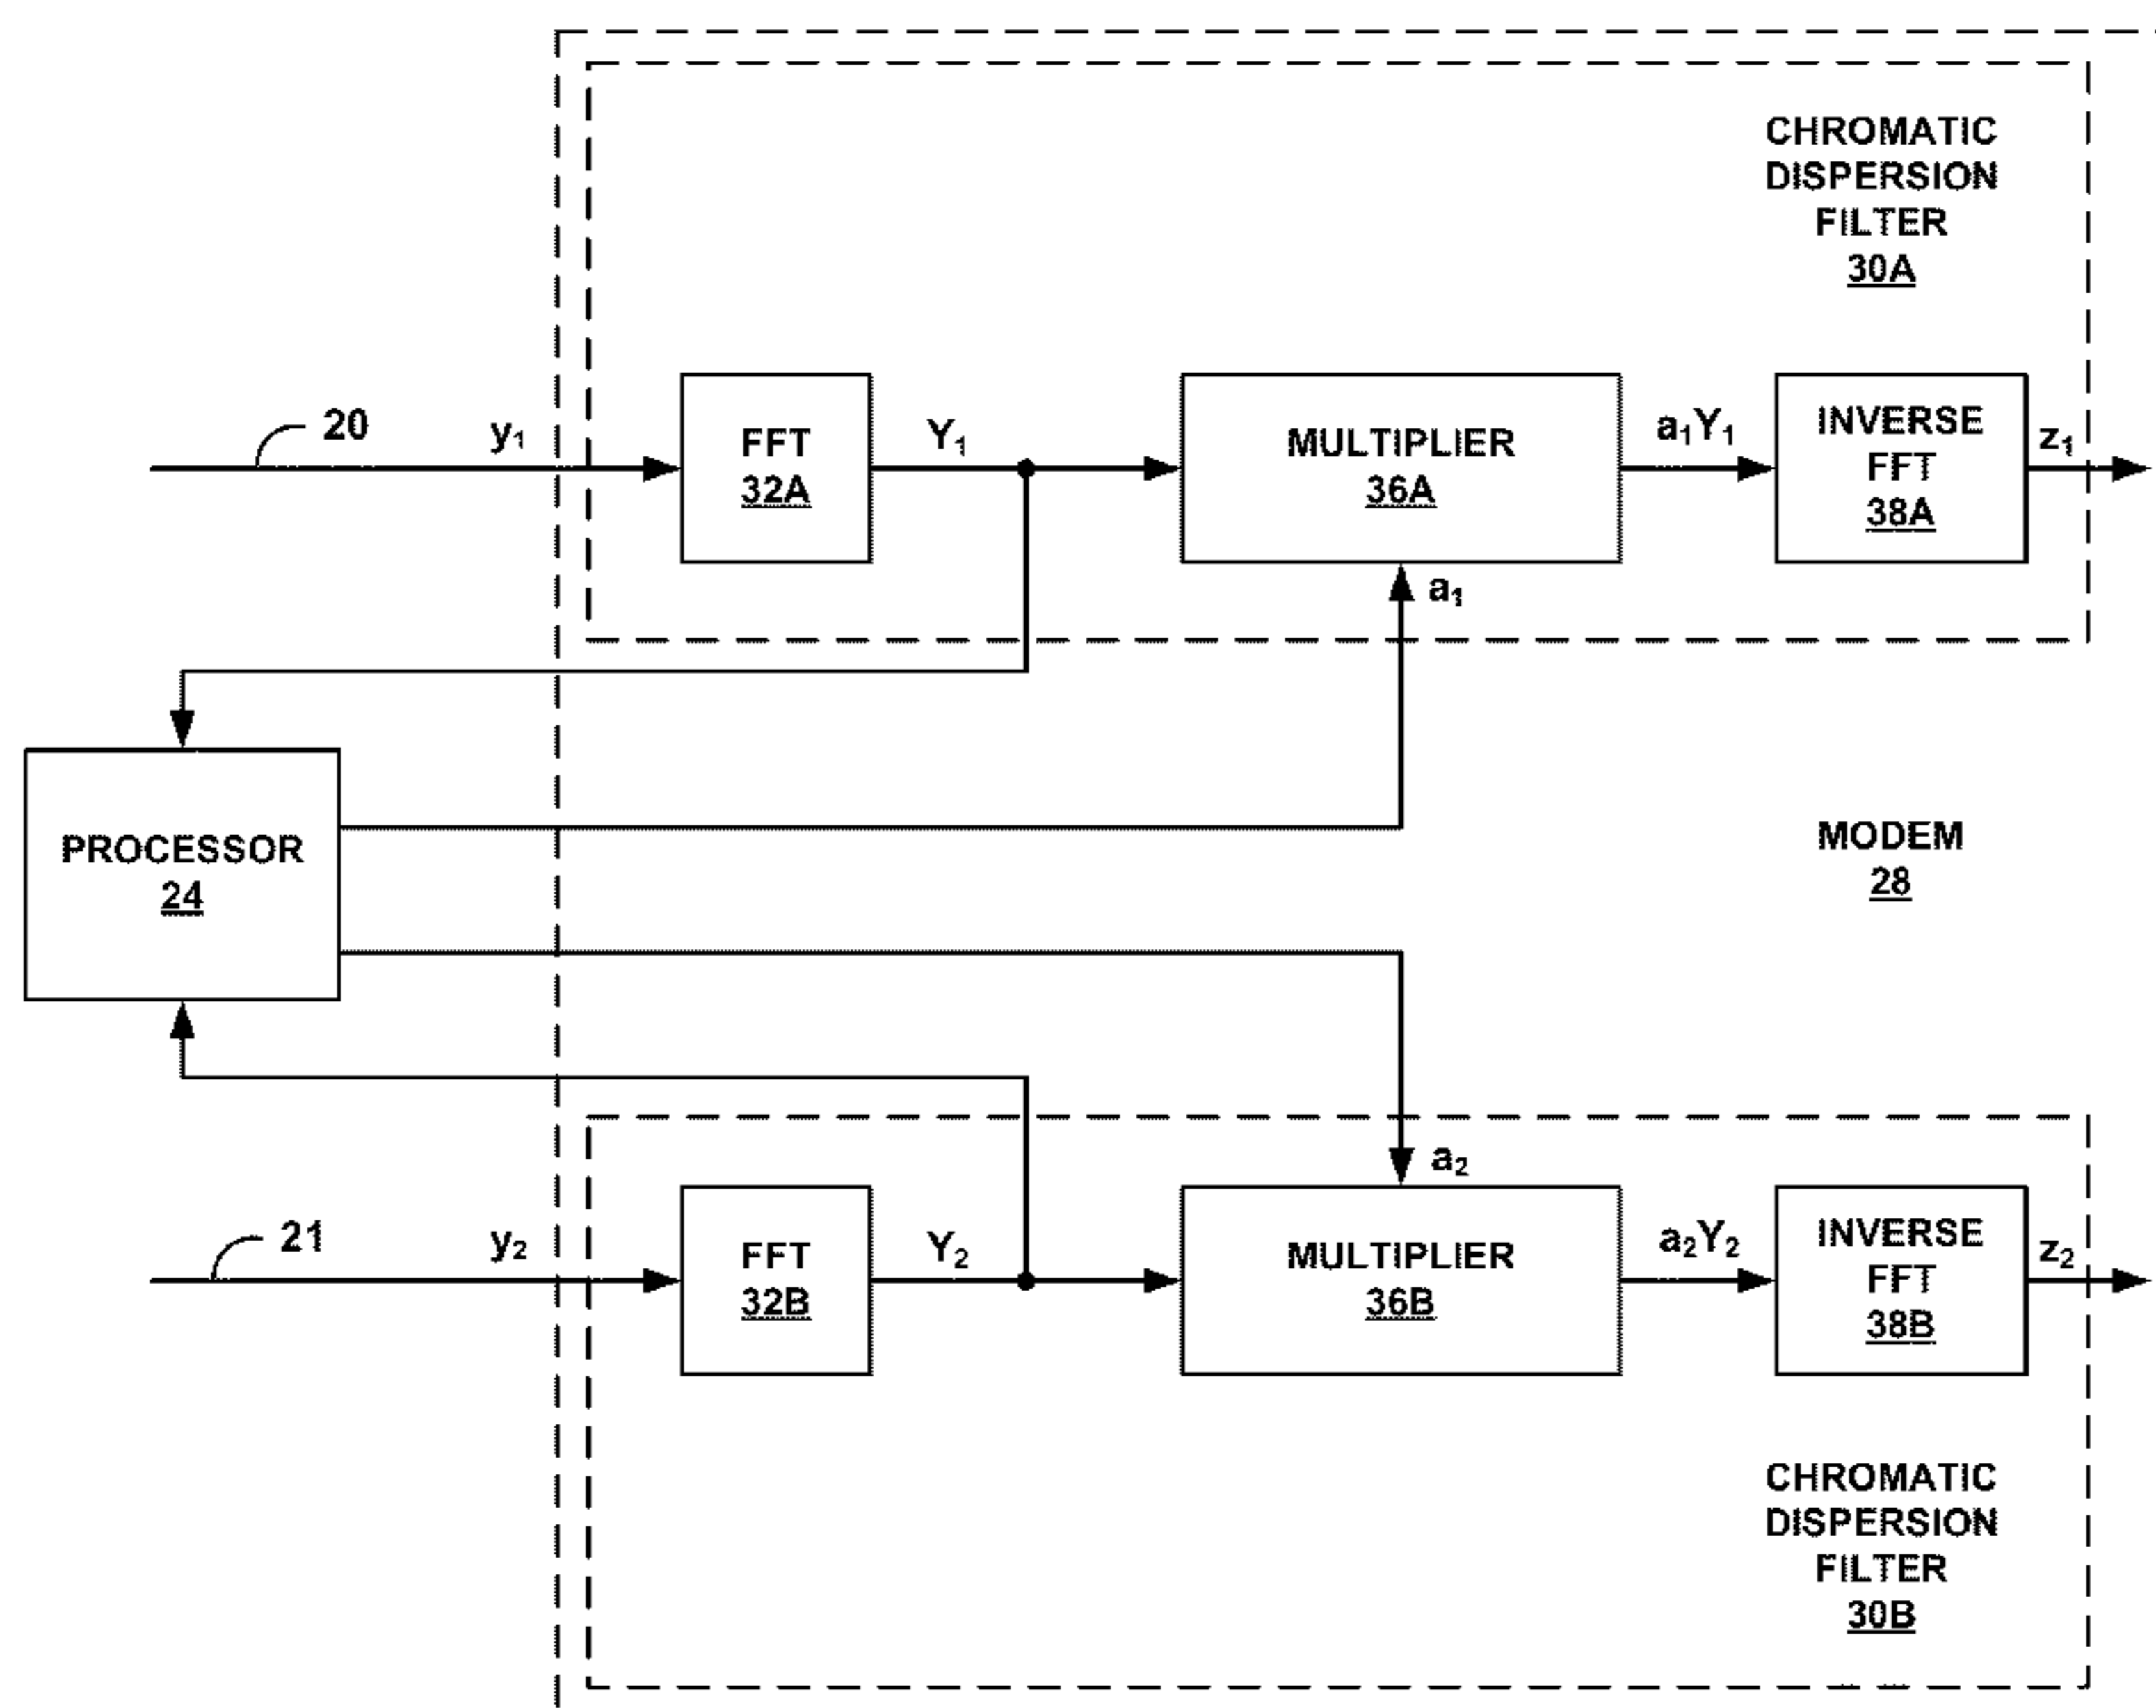 CHROMATIC
DISPERSION
FILTER
30A
20
y₁
FFT
32A
Y₁
MULTIPLIER
36A
a₁Y₁
INVERSE
FFT
38A
z₁
a₁
PROCESSOR
24
MODEM
28
a₂
21
y₂
FFT
32B
Y₂
MULTIPLIER
36B
a₂Y₂
INVERSE
FFT
38B
z₂
CHROMATIC
DISPERSION
FILTER
30B